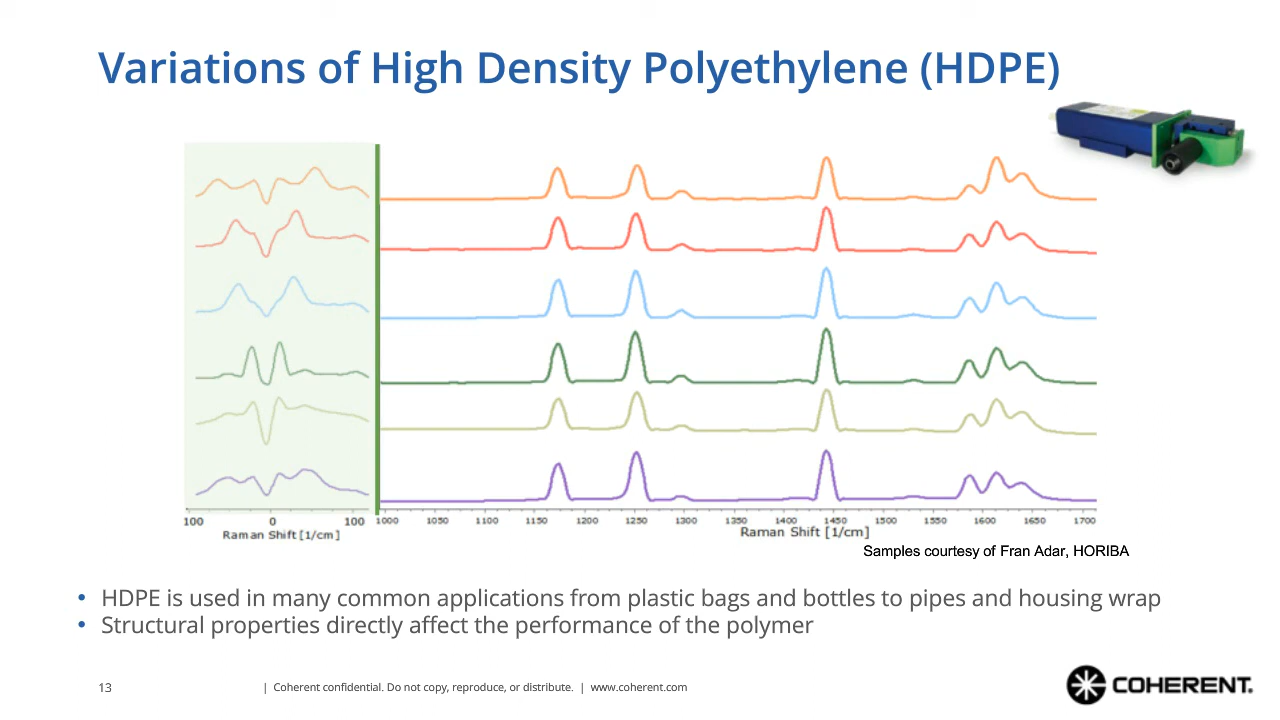 Variations of High Density Polyethylene (HDPE)
100 0 100 1000 1050 1100 1150 1200 1250 1300 1350 1400 1450 1500 1550 1600 1650 1700
Raman Shift [1/cm] Raman Shift [1/cm]
Samples courtesy of Fran Adar, HORIBA
• HDPE is used in many common applications from plastic bags and bottles to pipes and housing wrap
• Structural properties directly affect the performance of the polymer
13 | Coherent confidential. Do not copy, reproduce, or distribute. | www.coherent.com
COHERENT.